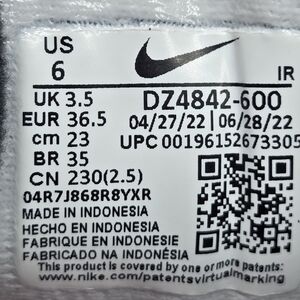 US
6
IR
UK 3.5
EUR 36.5
cm 23
BR 35
CN 230(2.5)
DZ4842-600
04/27/22 | 06/28/22
UPC 00196152673305
04R7J868R8YXR
MADE IN INDONESIA
HECHO EN INDONESIA
FABRIQUE EN INDONESIE
FABRICADO NA INDONÉSIA
This product is covered by one or more patents:
www.nike.com/patentsvirtualmarking